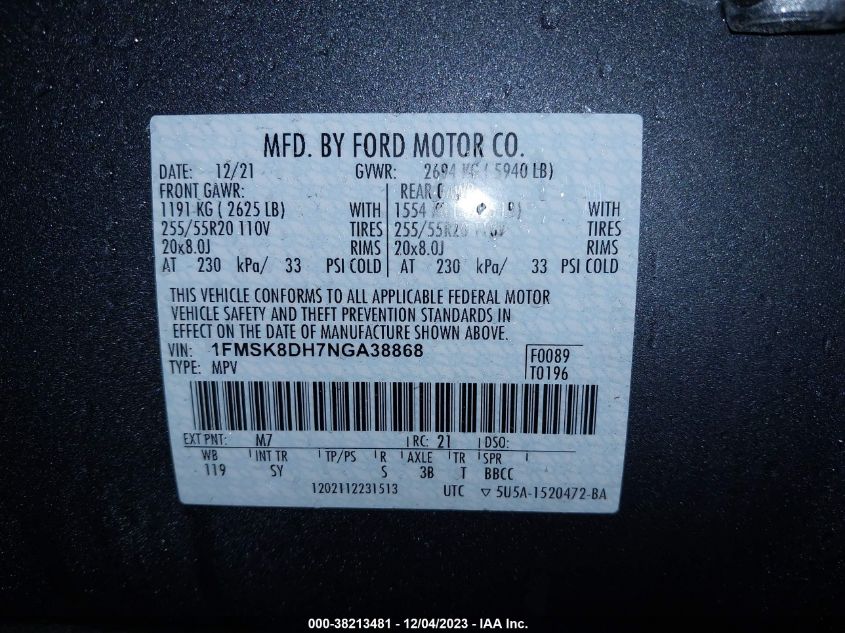 MFD. BY FORD MOTOR CO.
DATE: 12/21 GVWR: 2694 KG ( 5940 LB)
FRONT GAWR: REAR
1191 KG ( 2625 LB) WITH 1554 WITH
255/55R20 110V TIRES 255/55R20 110V TIRES
20x8.0J RIMS 20x8.0J RIMS
AT 230 kPa/ 33 PSI COLD AT 230 kPa/ 33 PSI COLD
THIS VEHICLE CONFORMS TO ALL APPLICABLE FEDERAL MOTOR
VEHICLE SAFETY AND THEFT PREVENTION STANDARDS IN
EFFECT ON THE DATE OF MANUFACTURE SHOWN ABOVE.
VIN: 1FMSK8DH7NGA38868 F0089
TYPE: MPV T0196
EXT PNT: M7 RC: 21 DSO:
WB INT TR TP/PS R AXLE TR SPR
119 SY S 3B T BBCC
1202112231513 UTC ▽ 5U5A-1520472-BA
000-38213481 - 12/04/2023 - IAA Inc.